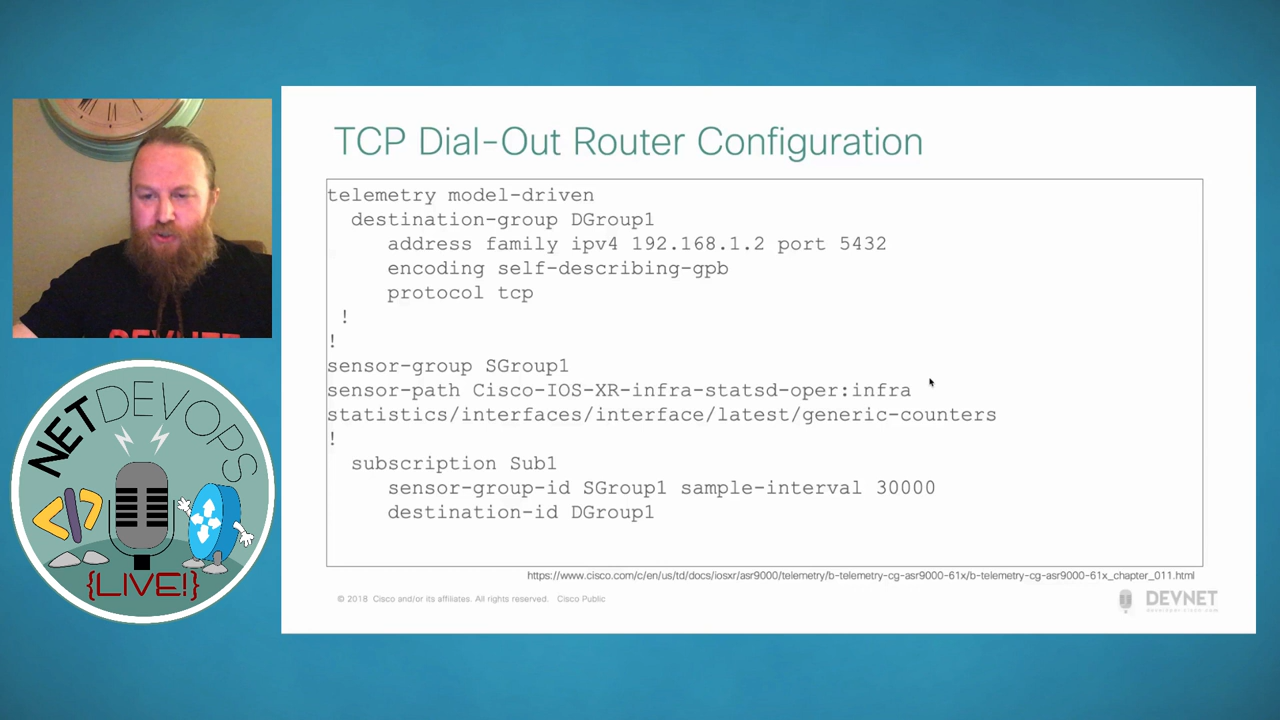 TCP Dial-Out Router Configuration
telemetry model-driven
destination-group DGroup1
address family ipv4 192.168.1.2 port 5432
encoding self-describing-gpb
protocol tcp
!
!
sensor-group SGroup1
sensor-path Cisco-IOS-XR-infra-statsd-oper:infra
statistics/interfaces/interface/latest/generic-counters
!
subscription Sub1
sensor-group-id SGroup1 sample-interval 30000
destination-id DGroup1
https://www.cisco.com/c/en/us/td/docs/iosxr/asr9000/telemetry/b-telemetry-cg-asr9000-61x/b-telemetry-cg-asr9000-61x_chapter_011.html
© 2018 Cisco and/or its affiliates. All rights reserved. Cisco Public
DEVNET
NETDEVOPS
</>
{LIVE!}